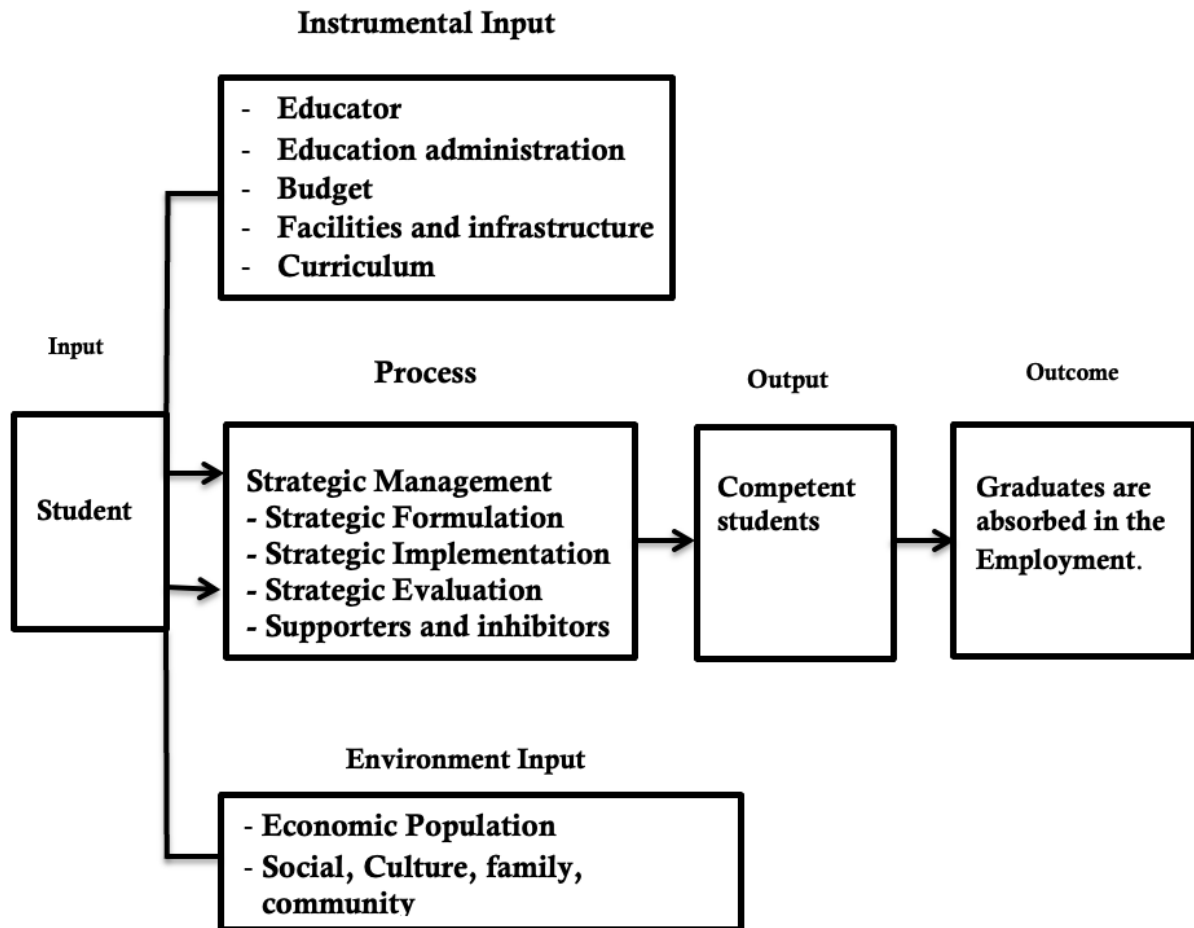 Instrumental Input
- Educator
- Education administration
- Budget
- Facilities and infrastructure
- Curriculum
Input
Student
Process
Strategic Management
- Strategic Formulation
- Strategic Implementation
- Strategic Evaluation
- Supporters and inhibitors
Output
Competent
students
Outcome
Graduates are
absorbed in the
Employment.
Environment Input
- Economic Population
- Social, Culture, family,
community